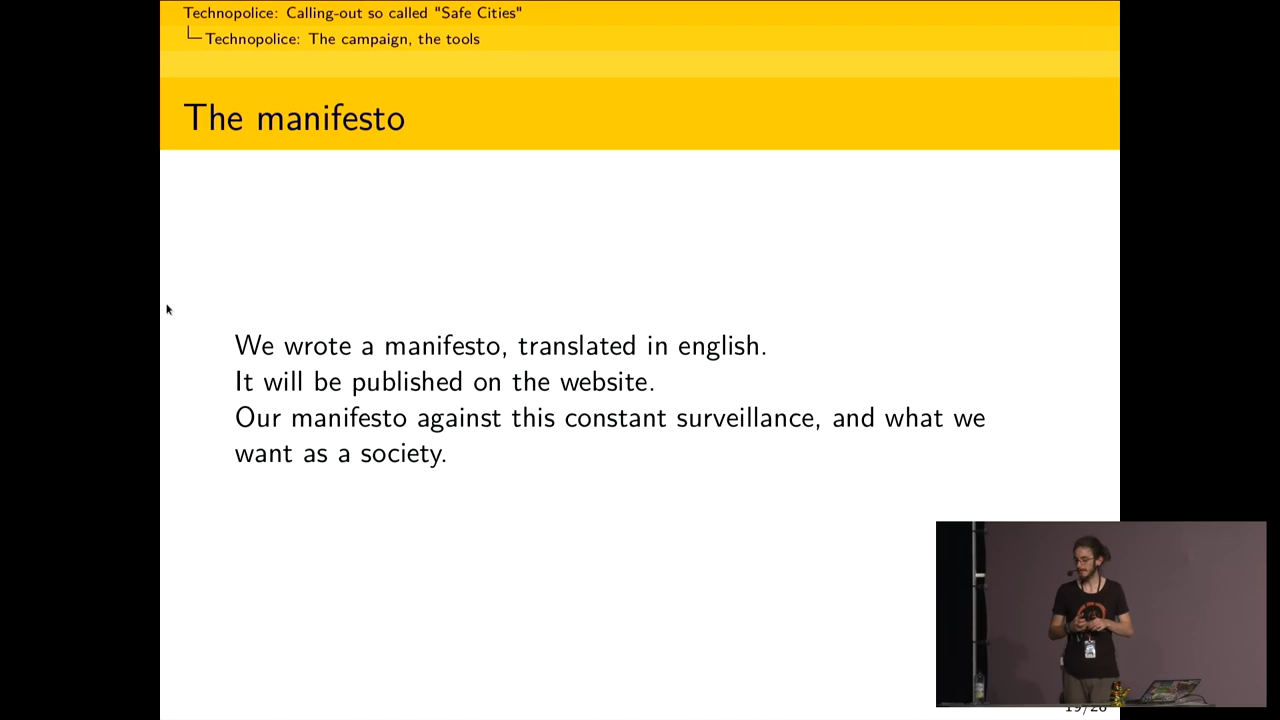 Technopolice: Calling-out so called "Safe Cities"
Technopolice: The campaign, the tools
The manifesto
We wrote a manifesto, translated in english.
It will be published on the website.
Our manifesto against this constant surveillance, and what we
want as a society.